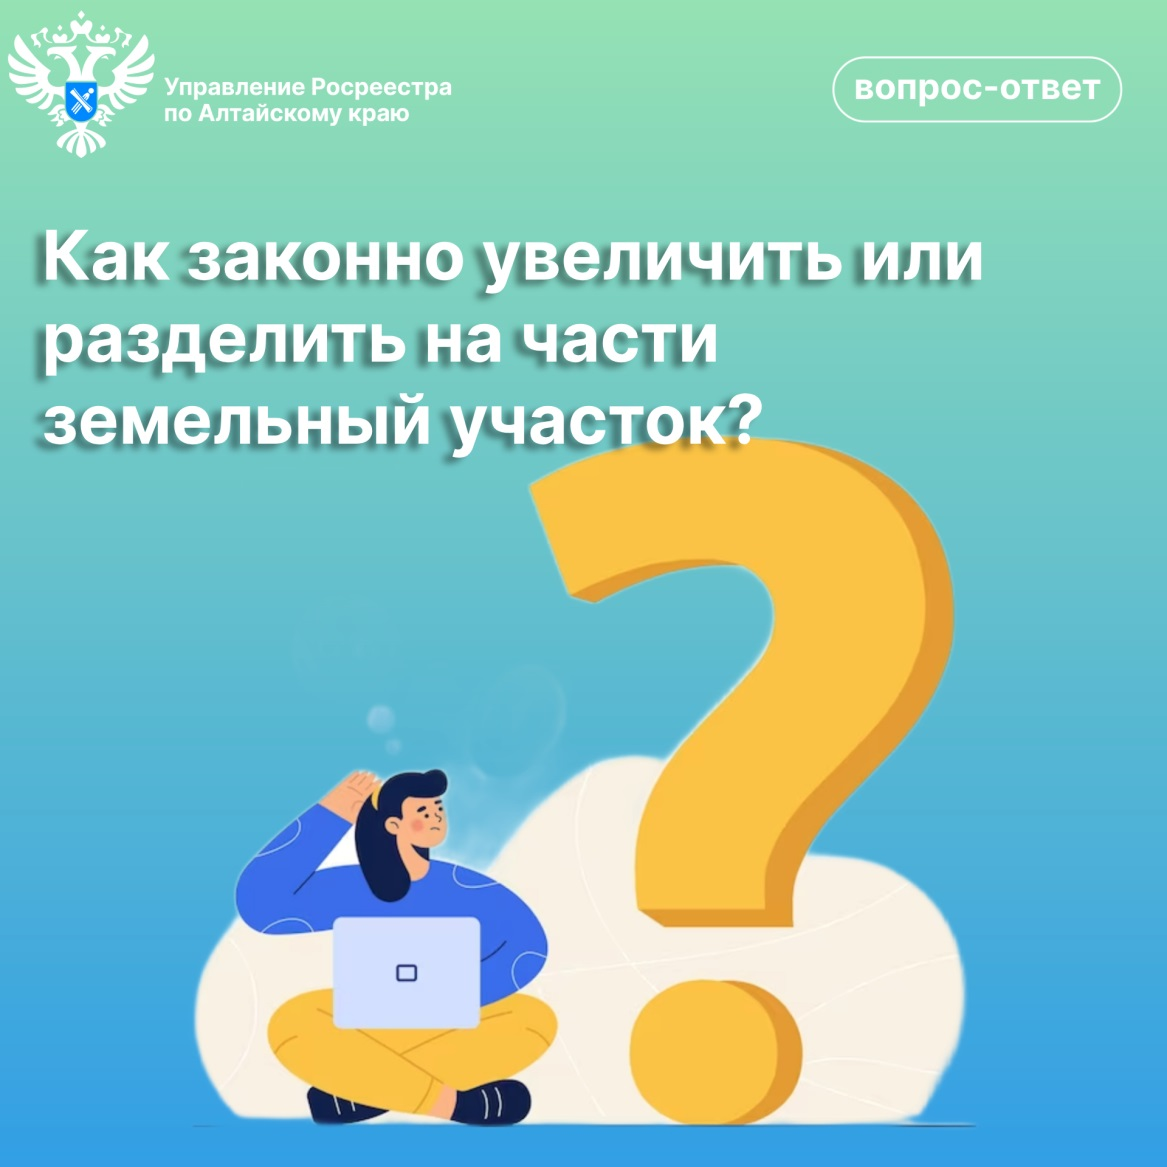 Управление Росреестра
по Алтайскому краю
вопрос-ответ
Как законно увеличить или
разделить на части
земельный участок?